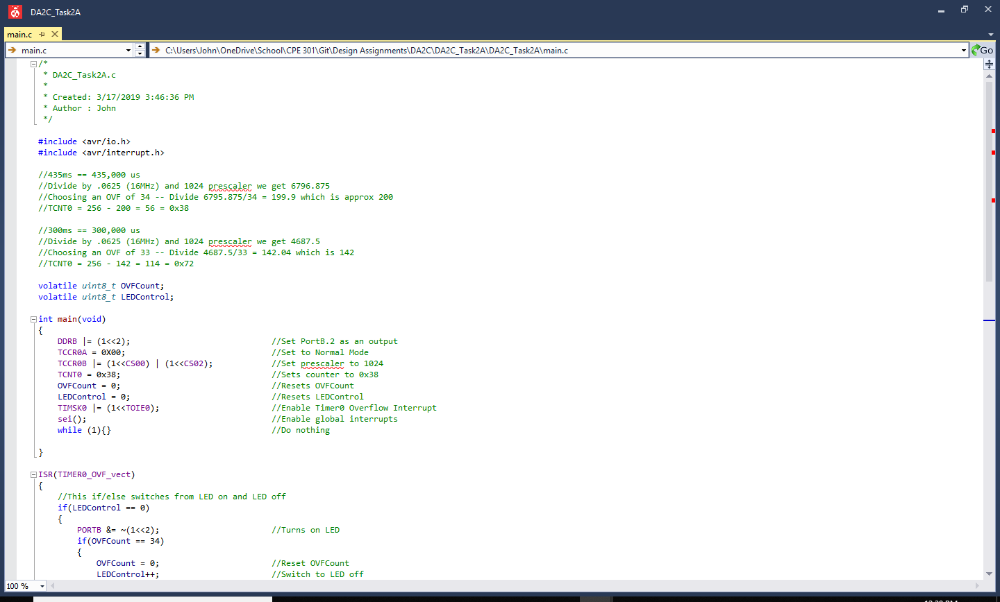 DA2C_Task2A
main.c
main.c
C:\Users\John\OneDrive\School\CPE 301\Git\Design Assignments\DA2C\DA2C_Task2A\DA2C_Task2A\main.c
Go
/*
 * DA2C_Task2A.c
 *
 * Created: 3/17/2019 3:46:36 PM
 * Author : John
 */
#include <avr/io.h>
#include <avr/interrupt.h>
//435ms == 435,000 us
//Divide by .0625 (16MHz) and 1024 prescaler we get 6796.875
//Choosing an OVF of 34 -- Divide 6795.875/34 = 199.9 which is approx 200
//TCNT0 = 256 - 200 = 56 = 0x38
//300ms == 300,000 us
//Divide by .0625 (16MHz) and 1024 prescaler we get 4687.5
//Choosing an OVF of 33 -- Divide 4687.5/33 = 142.04 which is 142
//TCNT0 = 256 - 142 = 114 = 0x72
volatile uint8_t OVFCount;
volatile uint8_t LEDControl;
int main(void)
{
    DDRB |= (1<<2); //Set PortB.2 as an output
    TCCR0A = 0X00; //Set to Normal Mode
    TCCR0B |= (1<<CS00) | (1<<CS02); //Set prescaler to 1024
    TCNT0 = 0x38; //Sets counter to 0x38
    OVFCount = 0; //Resets OVFCount
    LEDControl = 0; //Resets LEDControl
    TIMSK0 |= (1<<TOIE0); //Enable Timer0 Overflow Interrupt
    sei(); //Enable global interrupts
    while (1){} //Do nothing
}
ISR(TIMER0_OVF_vect)
{
    //This if/else switches from LED on and LED off
    if(LEDControl == 0)
    {
        PORTB &= ~(1<<2); //Turns on LED
        if(OVFCount == 34)
        {
            OVFCount = 0; //Reset OVFCount
            LEDControl++; //Switch to LED off
100 %